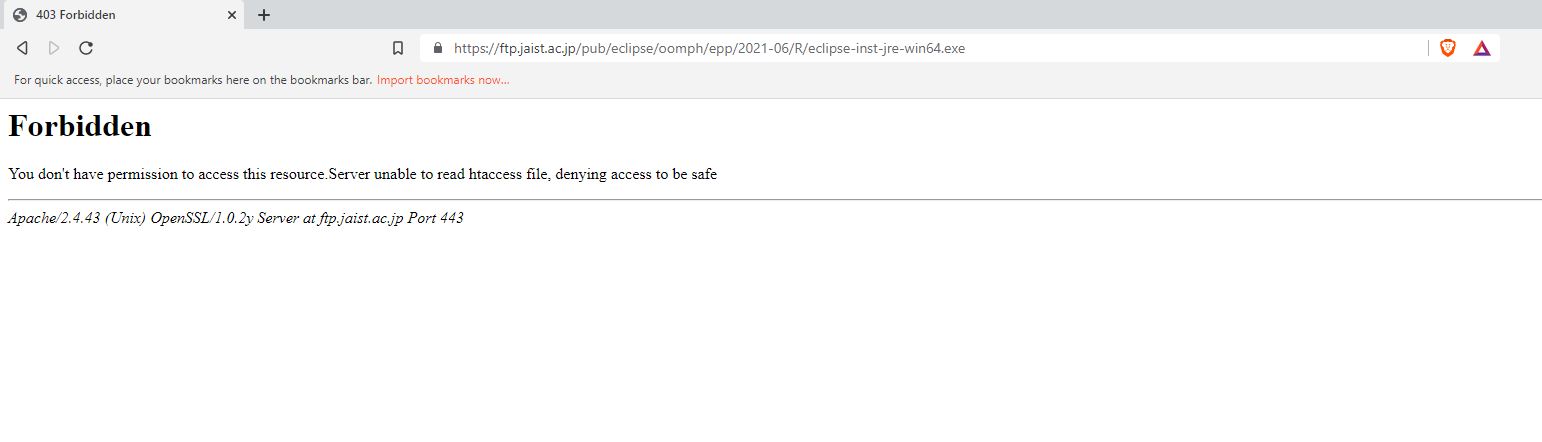 403 Forbidden
https://ftp.jaist.ac.jp/pub/eclipse/oomph/epp/2021-06/R/eclipse-inst-jre-win64.exe
For quick access, place your bookmarks here on the bookmarks bar. Import bookmarks now...
Forbidden
You don't have permission to access this resource.Server unable to read htaccess file, denying access to be safe
Apache/2.4.43 (Unix) OpenSSL/1.0.2y Server at ftp.jaist.ac.jp Port 443